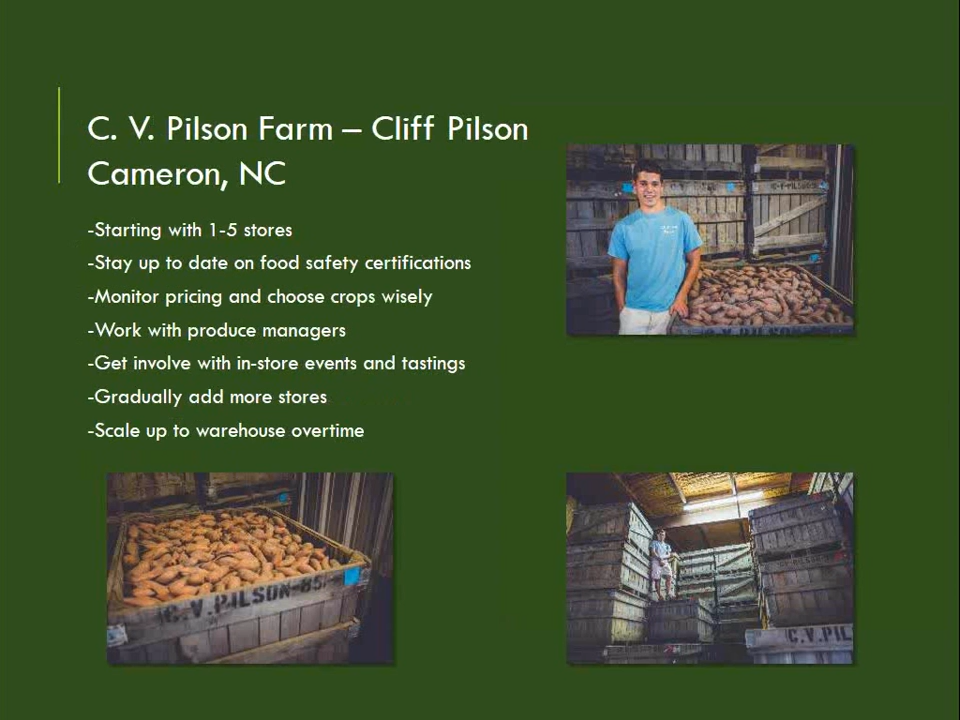 C. V. Pilson Farm – Cliff Pilson
Cameron, NC
-Starting with 1-5 stores
-Stay up to date on food safety certifications
-Monitor pricing and choose crops wisely
-Work with produce managers
-Get involve with in-store events and tastings
-Gradually add more stores
-Scale up to warehouse overtime
C.V.PILSON-85
C.V.PIL